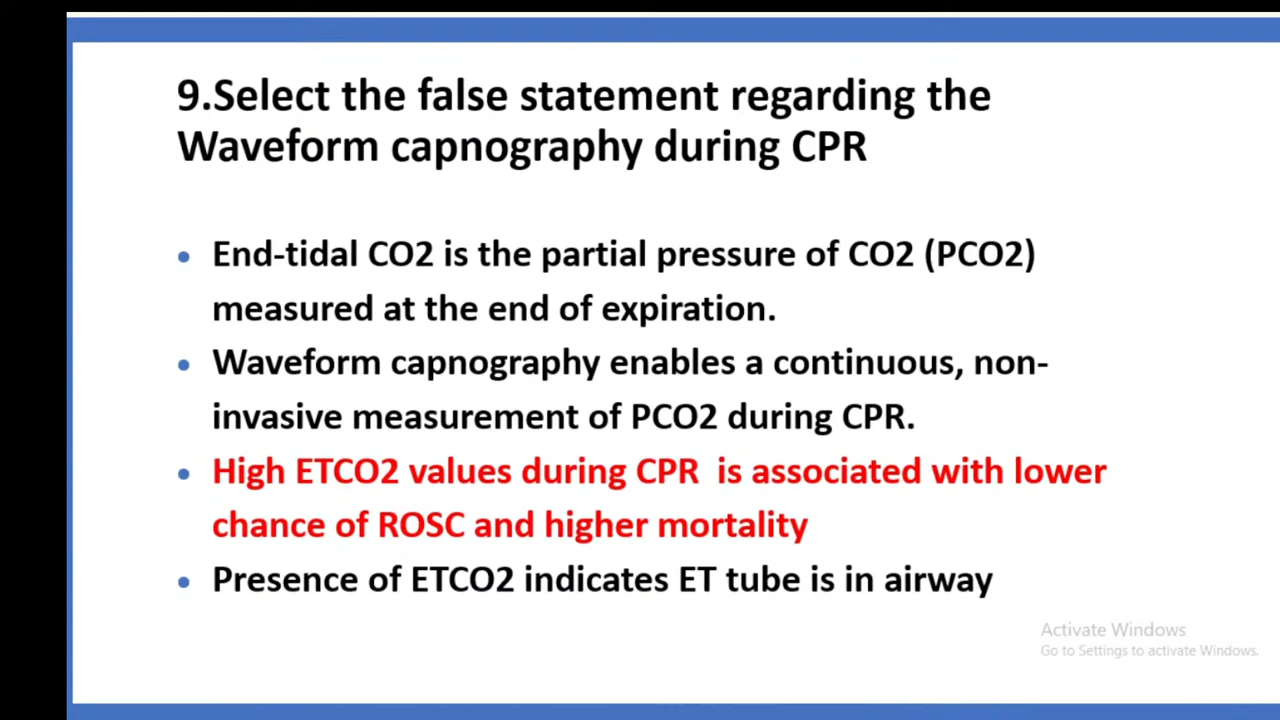 9.Select the false statement regarding the
Waveform capnography during CPR
• End-tidal CO2 is the partial pressure of CO2 (PCO2)
measured at the end of expiration.
• Waveform capnography enables a continuous, non-
invasive measurement of PCO2 during CPR.
• High ETCO2 values during CPR is associated with lower
chance of ROSC and higher mortality
• Presence of ETCO2 indicates ET tube is in airway
Activate Windows
Go to Settings to activate Windows.